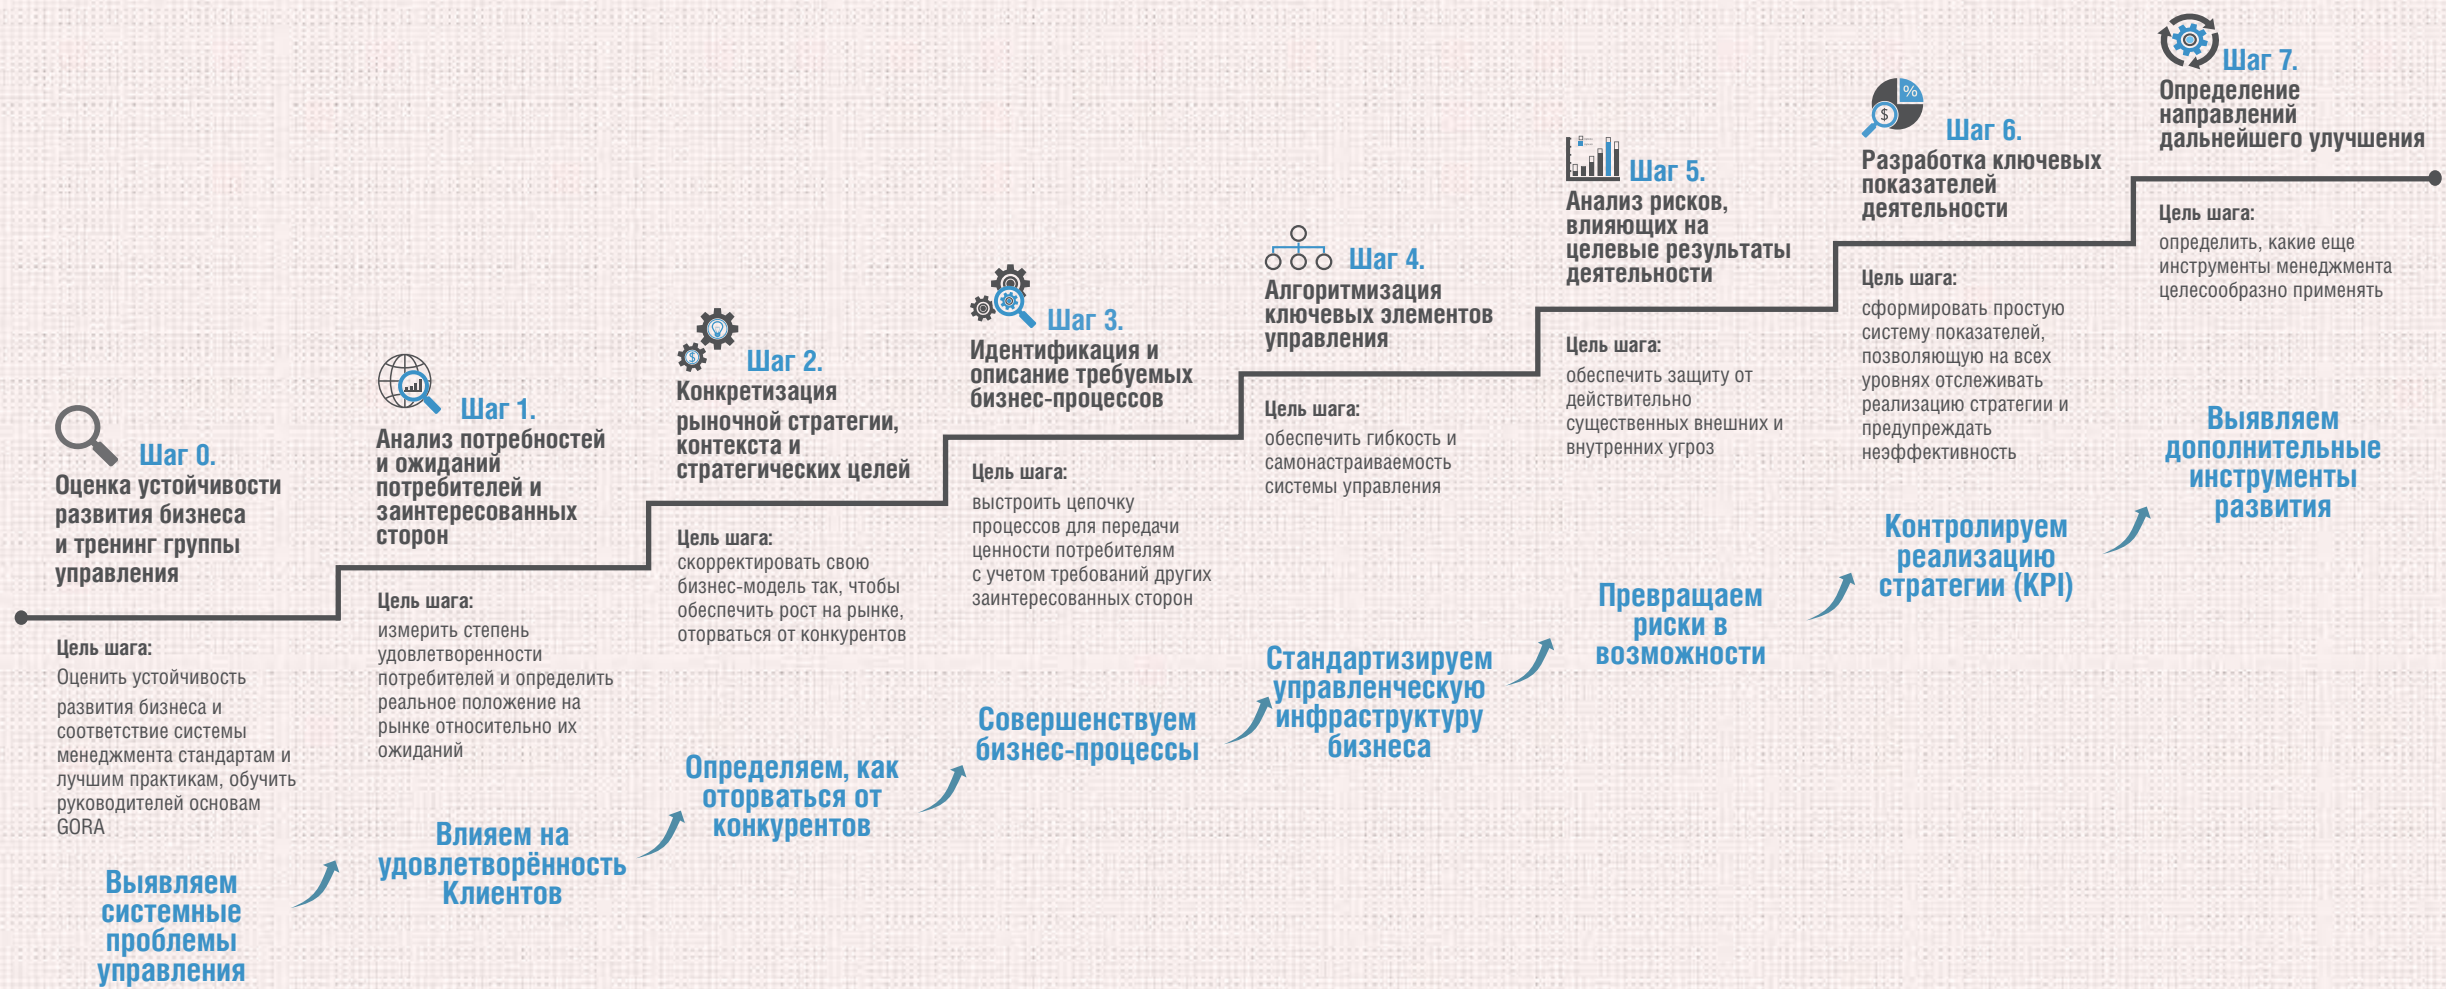 Шаг 0.
Оценка устойчивости
развития бизнеса
и тренинг группы
управления
Цель шага:
Оценить устойчивость
развития бизнеса и
соответствие системы
менеджмента стандартам и
лучшим практикам, обучить
руководителей основам
GORA
Выявляем
системные
проблемы
управления
Шаг 1.
Анализ потребностей
и ожиданий
потребителей и
заинтересованных
сторон
Цель шага:
измерить степень
удовлетворенности
потребителей и определить
реальное положение на
рынке относительно их
ожиданий
Влияем на
удовлетворённость
Клиентов
$
Шаг 2.
Конкретизация
рыночной стратегии,
контекста и
стратегических целей
Цель шага:
скорректировать свою
бизнес-модель так, чтобы
обеспечить рост на рынке,
оторваться от конкурентов
Определяем, как
оторваться от
конкурентов
Шаг 3.
Идентификация и
описание требуемых
бизнес-процессов
Цель шага:
выстроить цепочку
процессов для передачи
ценности потребителям
с учетом требований других
заинтересованных сторон
Совершенствуем
бизнес-процессы
Шаг 4.
Алгоритмизация
ключевых элементов
управления
Цель шага:
обеспечить гибкость и
самонастраиваемость
системы управления
Стандартизируем
управленческую
инфраструктуру
бизнеса
Шаг 5.
Анализ рисков,
влияющих на
целевые результаты
деятельности
Цель шага:
обеспечить защиту от
действительно
существенных внешних и
внутренних угроз
Превращаем
риски в
возможности
%
$
Шаг 6.
Разработка ключевых
показателей
деятельности
Цель шага:
сформировать простую
систему показателей,
позволяющую на всех
уровнях отслеживать
реализацию стратегии и
предупреждать
неэффективность
Контролируем
реализацию
стратегии (KPI)
Шаг 7.
Определение
направлений
дальнейшего улучшения
Цель шага:
определить, какие еще
инструменты менеджмента
целесообразно применять
Выявляем
дополнительные
инструменты
развития